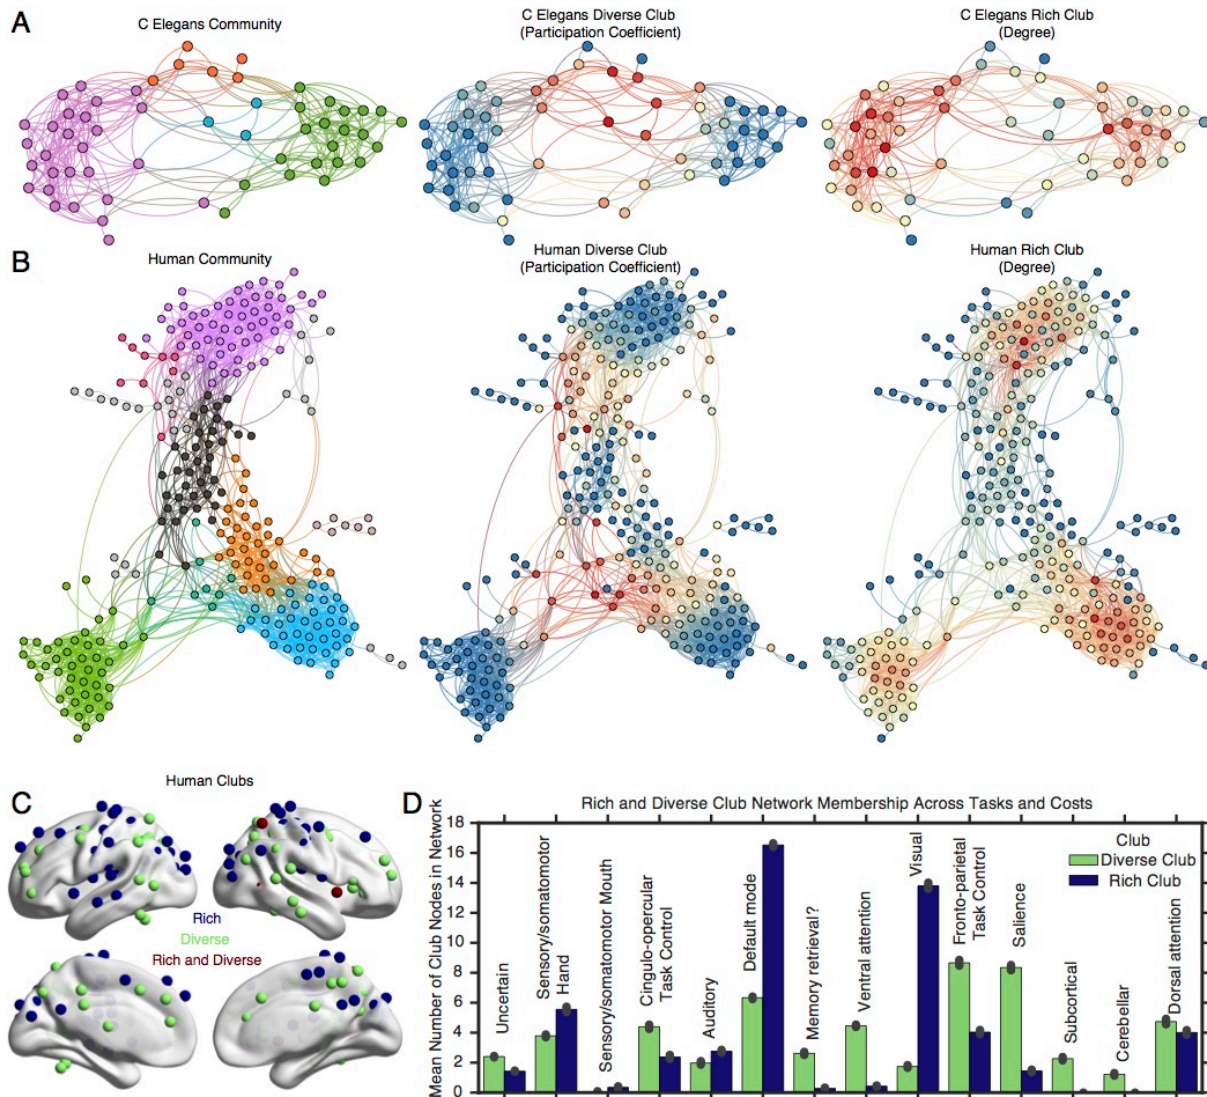 A
C Elegans Community
C Elegans Diverse Club
(Participation Coefficient)
C Elegans Rich Club
(Degree)
B
Human Community
Human Diverse Club
(Participation Coefficient)
Human Rich Club
(Degree)
C
Human Clubs
Rich
Diverse
Rich and Diverse
D
Rich and Diverse Club Network Membership Across Tasks and Costs
Mean Number of Club Nodes in Network
18
16
14
12
10
8
6
4
2
0
Uncertain
Sensory/somatomotor
Hand
Sensory/somatomotor Mouth
Cingulo-opercular
Task Control
Auditory
Default mode
Memory retrieval?
Ventral attention
Visual
Fronto-parietal
Task Control
Salience
Subcortical
Cerebellar
Dorsal attention
Club
Diverse Club
Rich Club